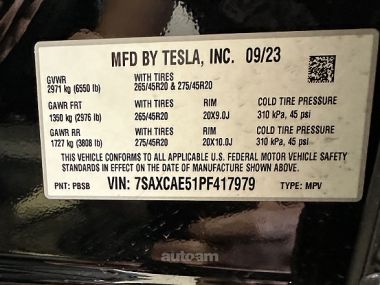 MFD BY TESLA, INC. 09/23
GVWR WITH TIRES
2971 kg (6550 lb) 265/45R20 & 275/45R20
GAWR FRT WITH TIRES RIM COLD TIRE PRESSURE
1350 kg (2976 lb) 265/45R20 20X9.0J 310 kPa, 45 psi
GAWR RR WITH TIRES RIM COLD TIRE PRESSURE
1727 kg (3808 lb) 275/45R20 20X10.0J 310 kPa, 45 psi
THIS VEHICLE CONFORMS TO ALL APPLICABLE U.S. FEDERAL MOTOR VEHICLE SAFETY
STANDARDS IN EFFECT ON THE DATE OF MANUFACTURE SHOWN ABOVE.
PNT: PBSB VIN: 7SAXCAE51PF417979 TYPE: MPV
autoam